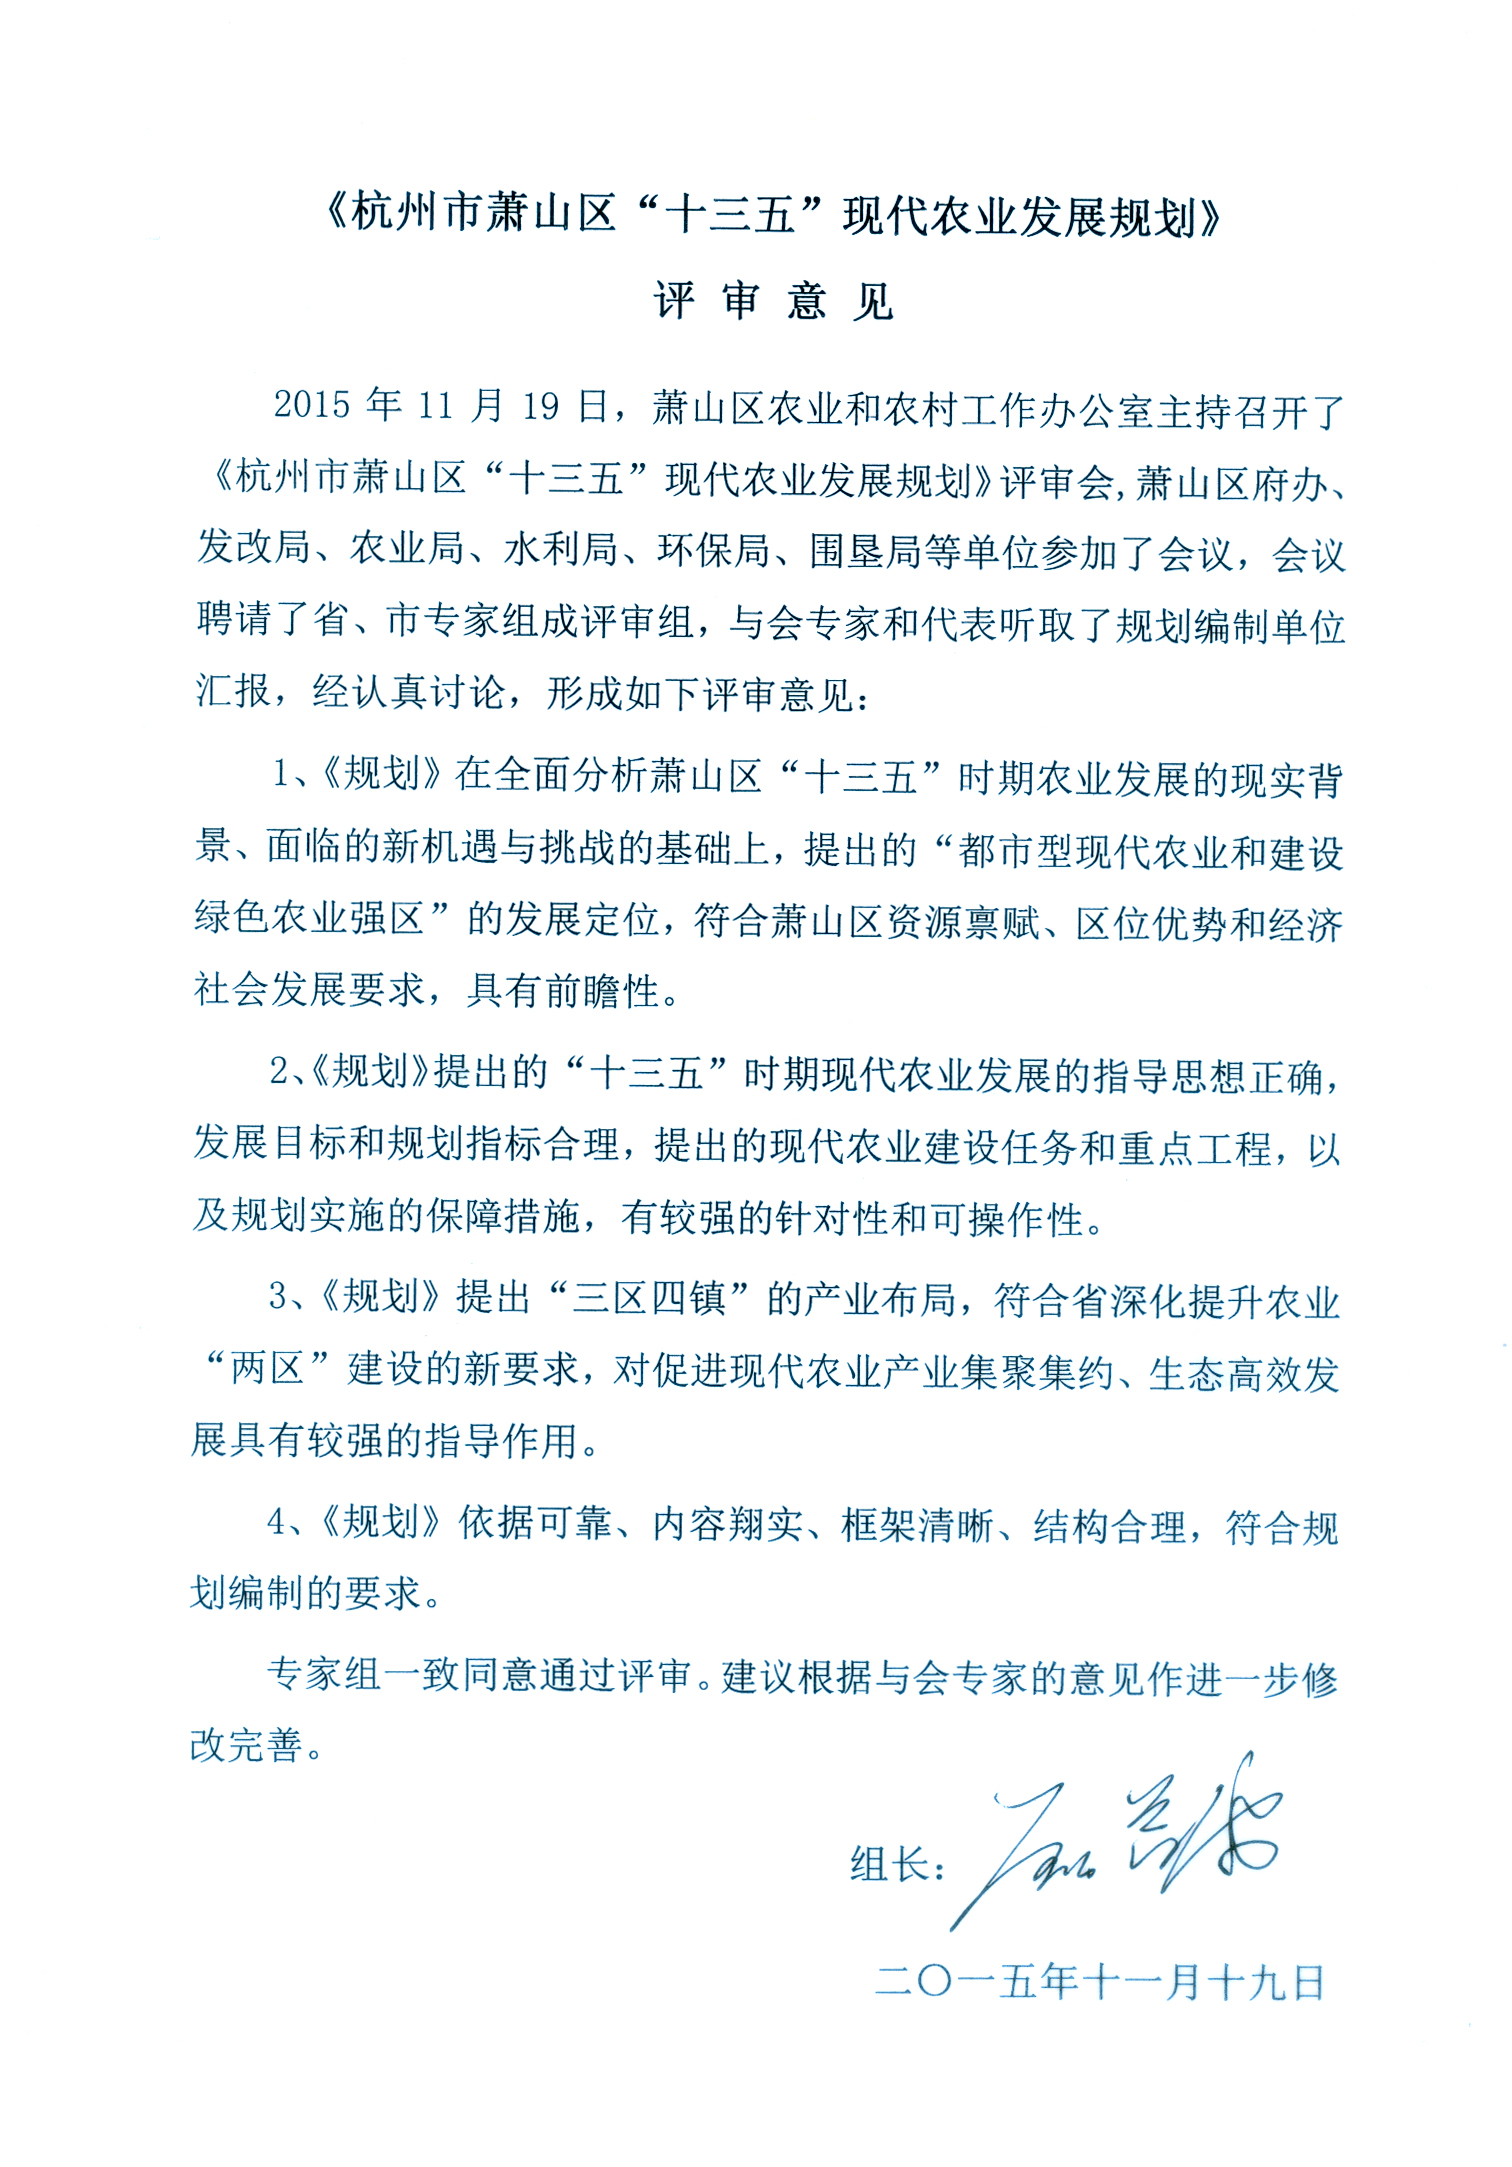 《杭州市萧山区“十三五”现代农业发展规划》
评审意见
2015 年 11 月 19 日，萧山区农业和农村工作办公室主持召开了
《杭州市萧山区“十三五”现代农业发展规划》评审会,萧山区府办、
发改局、农业局、水利局、环保局、围垦局等单位参加了会议，会议
聘请了省、市专家组成评审组，与会专家和代表听取了规划编制单位
汇报，经认真讨论，形成如下评审意见：
1、《规划》在全面分析萧山区“十三五”时期农业发展的现实背
景、面临的新机遇与挑战的基础上，提出的“都市型现代农业和建设
绿色农业强区”的发展定位，符合萧山区资源禀赋、区位优势和经济
社会发展要求，具有前瞻性。
2、《规划》提出的“十三五”时期现代农业发展的指导思想正确，
发展目标和规划指标合理，提出的现代农业建设任务和重点工程，以
及规划实施的保障措施，有较强的针对性和可操作性。
3、《规划》提出“三区四镇”的产业布局，符合省深化提升农业
“两区”建设的新要求，对促进现代农业产业集聚集约、生态高效发
展具有较强的指导作用。
4、《规划》依据可靠、内容翔实、框架清晰、结构合理，符合规
划编制的要求。
专家组一致同意通过评审。建议根据与会专家的意见作进一步修
改完善。
组长：
二〇一五年十一月十九日